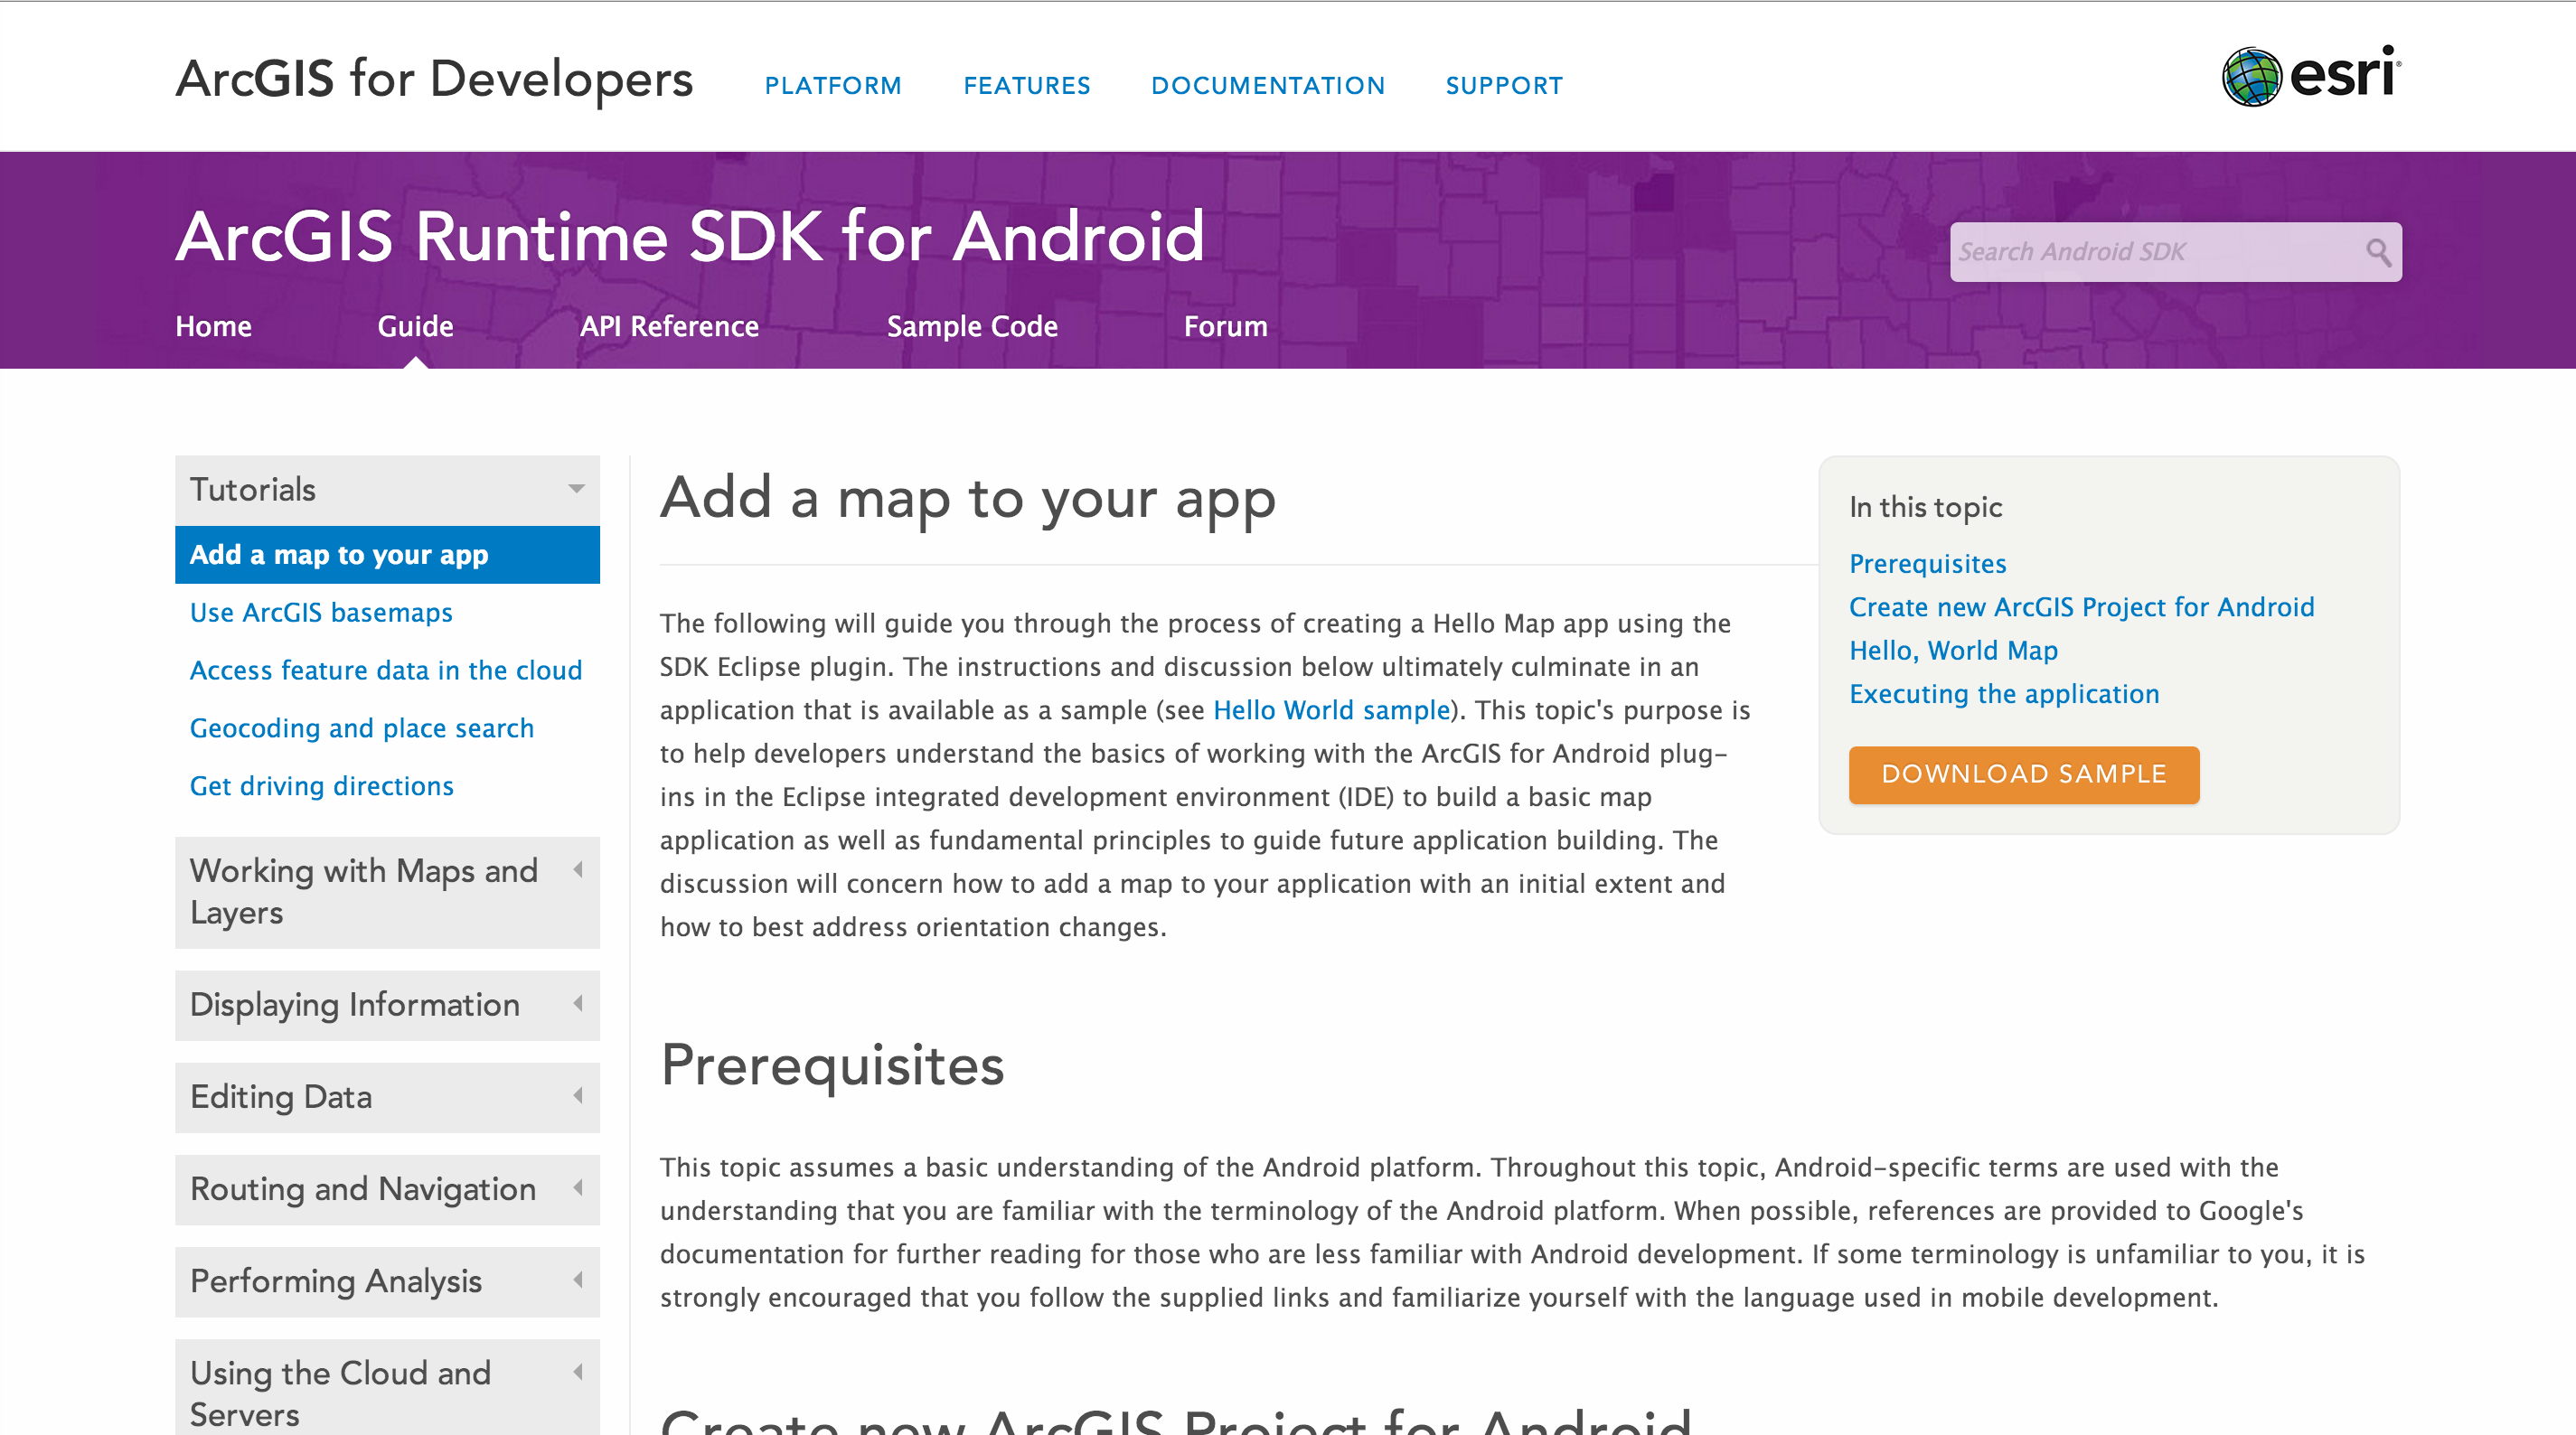 ArcGIS for Developers
PLATFORM
FEATURES
DOCUMENTATION
SUPPORT
esri
ArcGIS Runtime SDK for Android
Search Android SDK
Home
Guide
API Reference
Sample Code
Forum
Tutorials
Add a map to your app
Use ArcGIS basemaps
Access feature data in the cloud
Geocoding and place search
Get driving directions
Working with Maps and
Layers
Displaying Information
Editing Data
Routing and Navigation
Performing Analysis
Using the Cloud and
Servers
Add a map to your app
The following will guide you through the process of creating a Hello Map app using the
SDK Eclipse plugin. The instructions and discussion below ultimately culminate in an
application that is available as a sample (see Hello World sample). This topic's purpose is
to help developers understand the basics of working with the ArcGIS for Android plug-
ins in the Eclipse integrated development environment (IDE) to build a basic map
application as well as fundamental principles to guide future application building. The
discussion will concern how to add a map to your application with an initial extent and
how to best address orientation changes.
In this topic
Prerequisites
Create new ArcGIS Project for Android
Hello, World Map
Executing the application
DOWNLOAD SAMPLE
Prerequisites
This topic assumes a basic understanding of the Android platform. Throughout this topic, Android-specific terms are used with the
understanding that you are familiar with the terminology of the Android platform. When possible, references are provided to Google's
documentation for further reading for those who are less familiar with Android development. If some terminology is unfamiliar to you, it is
strongly encouraged that you follow the supplied links and familiarize yourself with the language used in mobile development.
Create new ArcGIS Project for Android